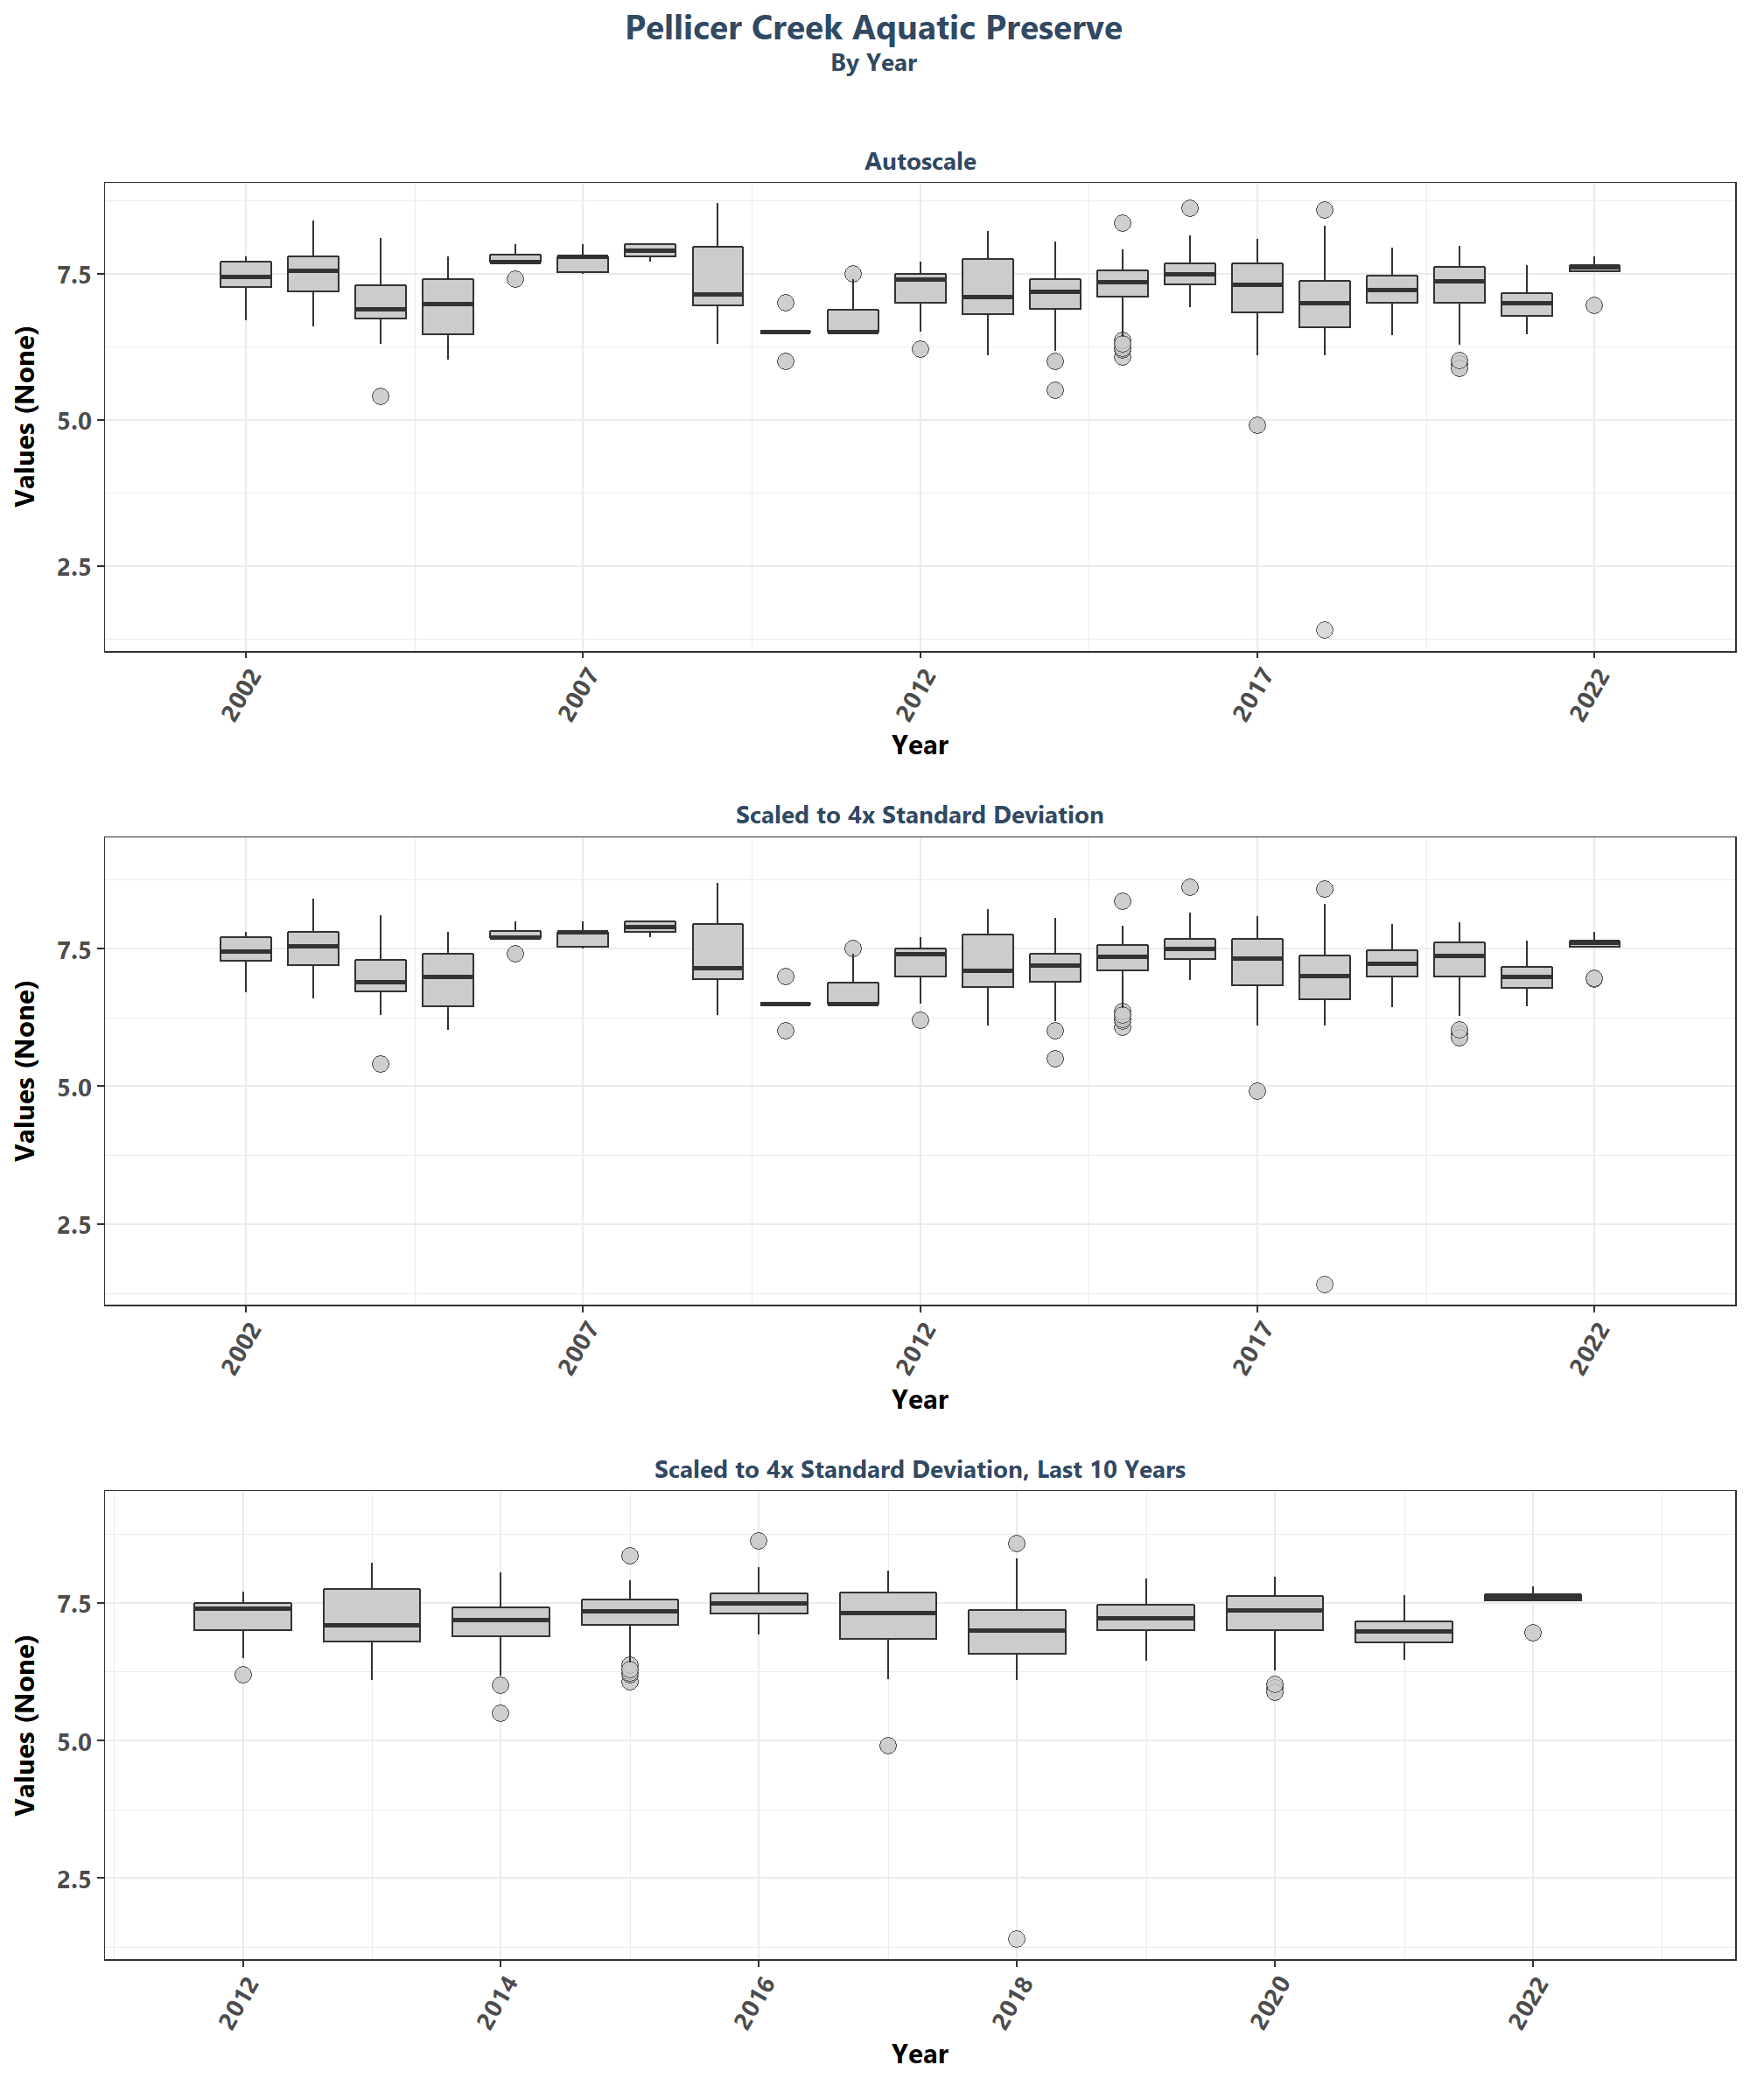 Pellicer Creek Aquatic Preserve
By Year
Autoscale
Values (None)
7.5
5.0
2.5
2002 2007 2012 2017 2022
Year
Scaled to 4x Standard Deviation
Values (None)
7.5
5.0
2.5
2002 2007 2012 2017 2022
Year
Scaled to 4x Standard Deviation, Last 10 Years
Values (None)
7.5
5.0
2.5
2012 2014 2016 2018 2020 2022
Year